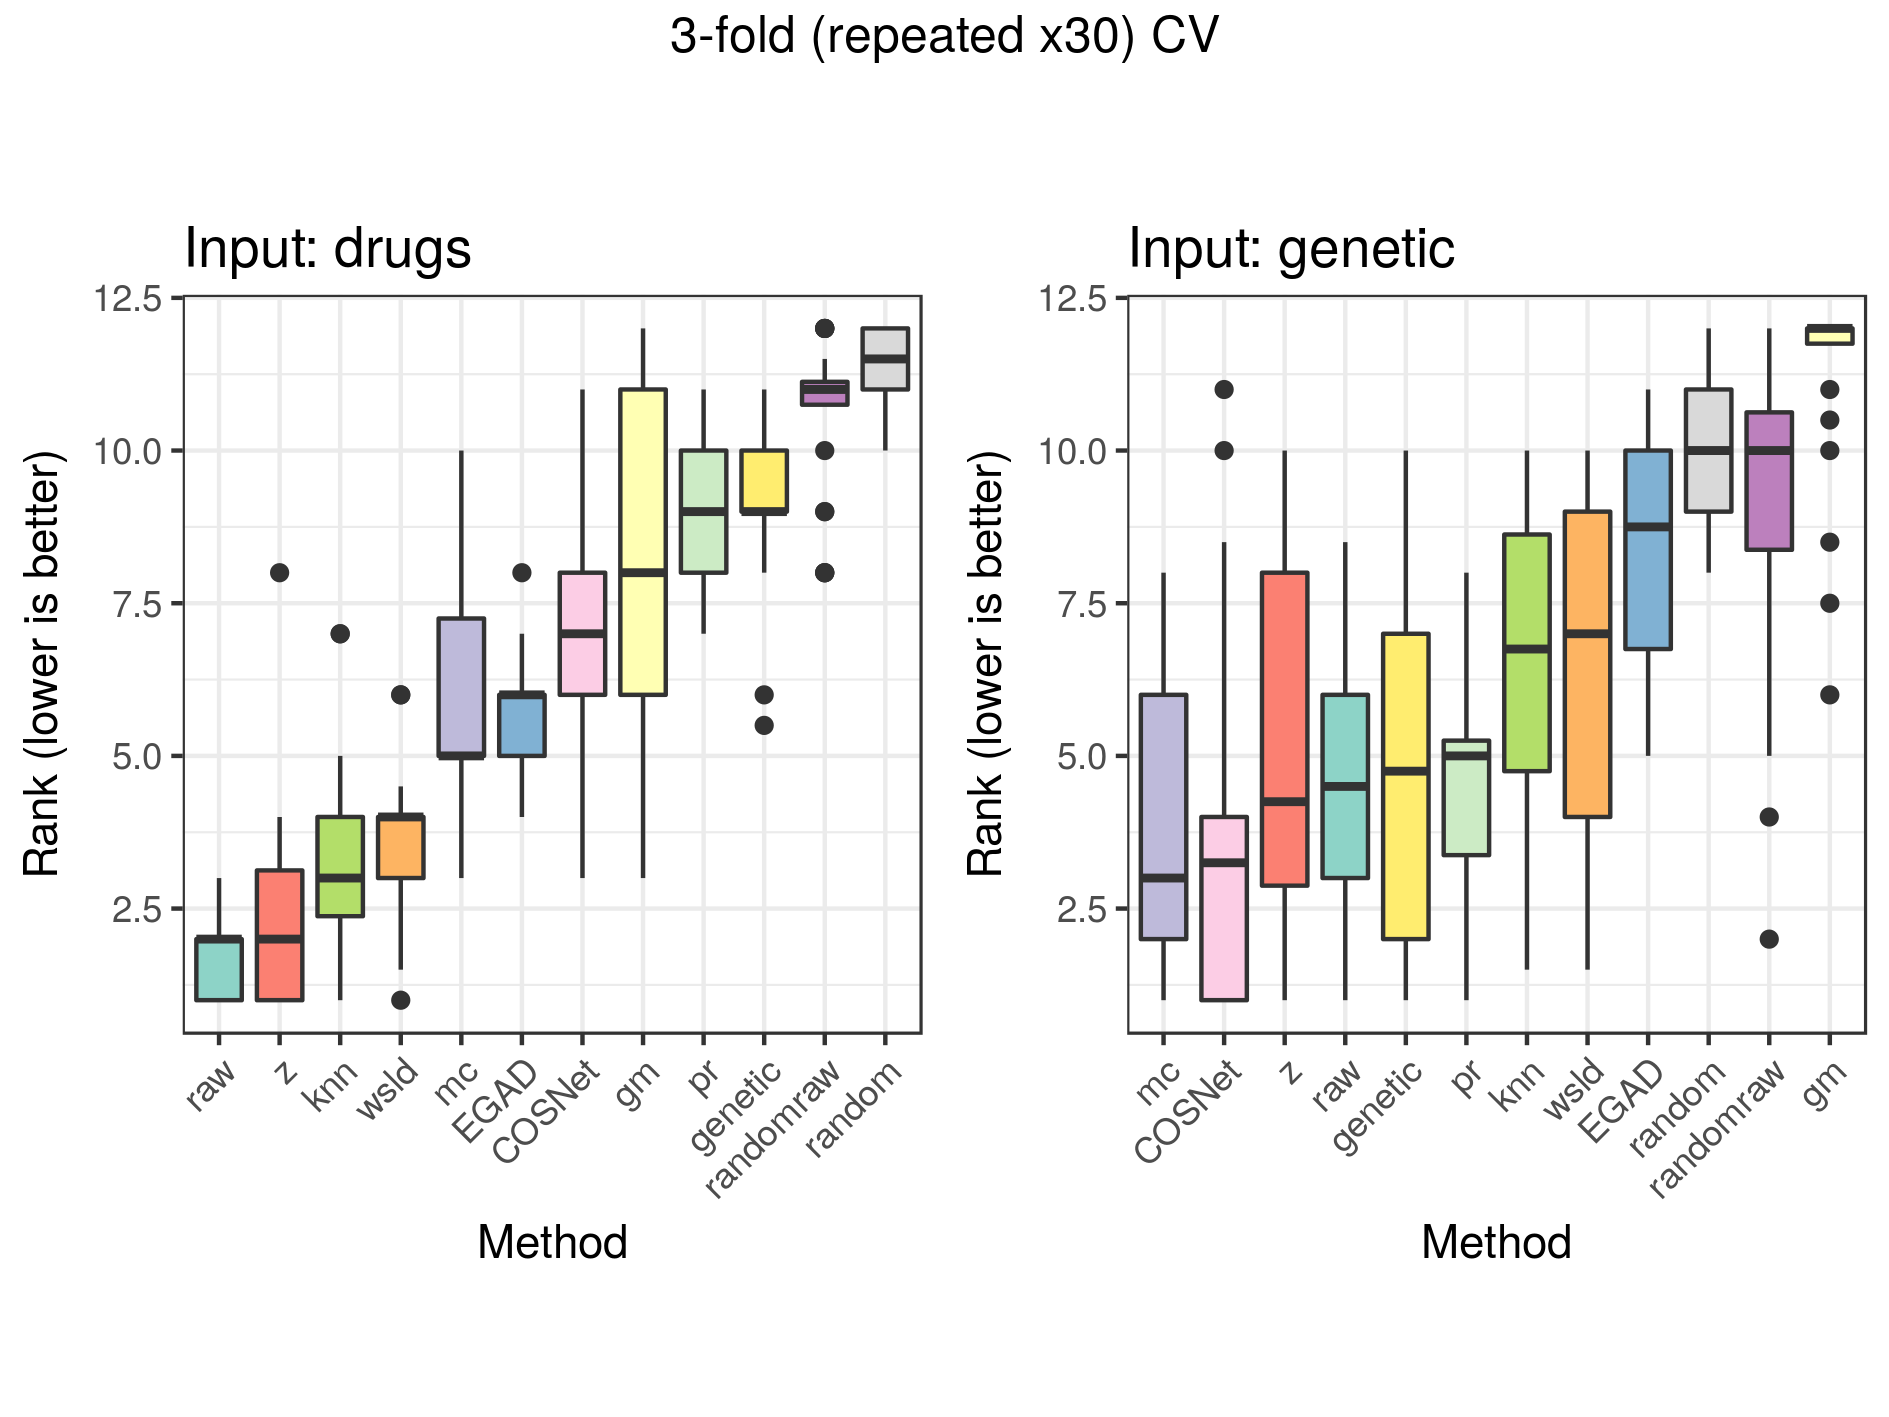 3-fold (repeated x30) CV
Input: drugs
Rank (lower is better)
12.5
10.0
7.5
5.0
2.5
raw
z
knn
wsld
mc
EGAD
COSNet
gm
pr
genetic
randomraw
random
Method
Input: genetic
Rank (lower is better)
12.5
10.0
7.5
5.0
2.5
mc
COSNet
z
raw
genetic
pr
knn
wsld
EGAD
random
randomraw
gm
Method